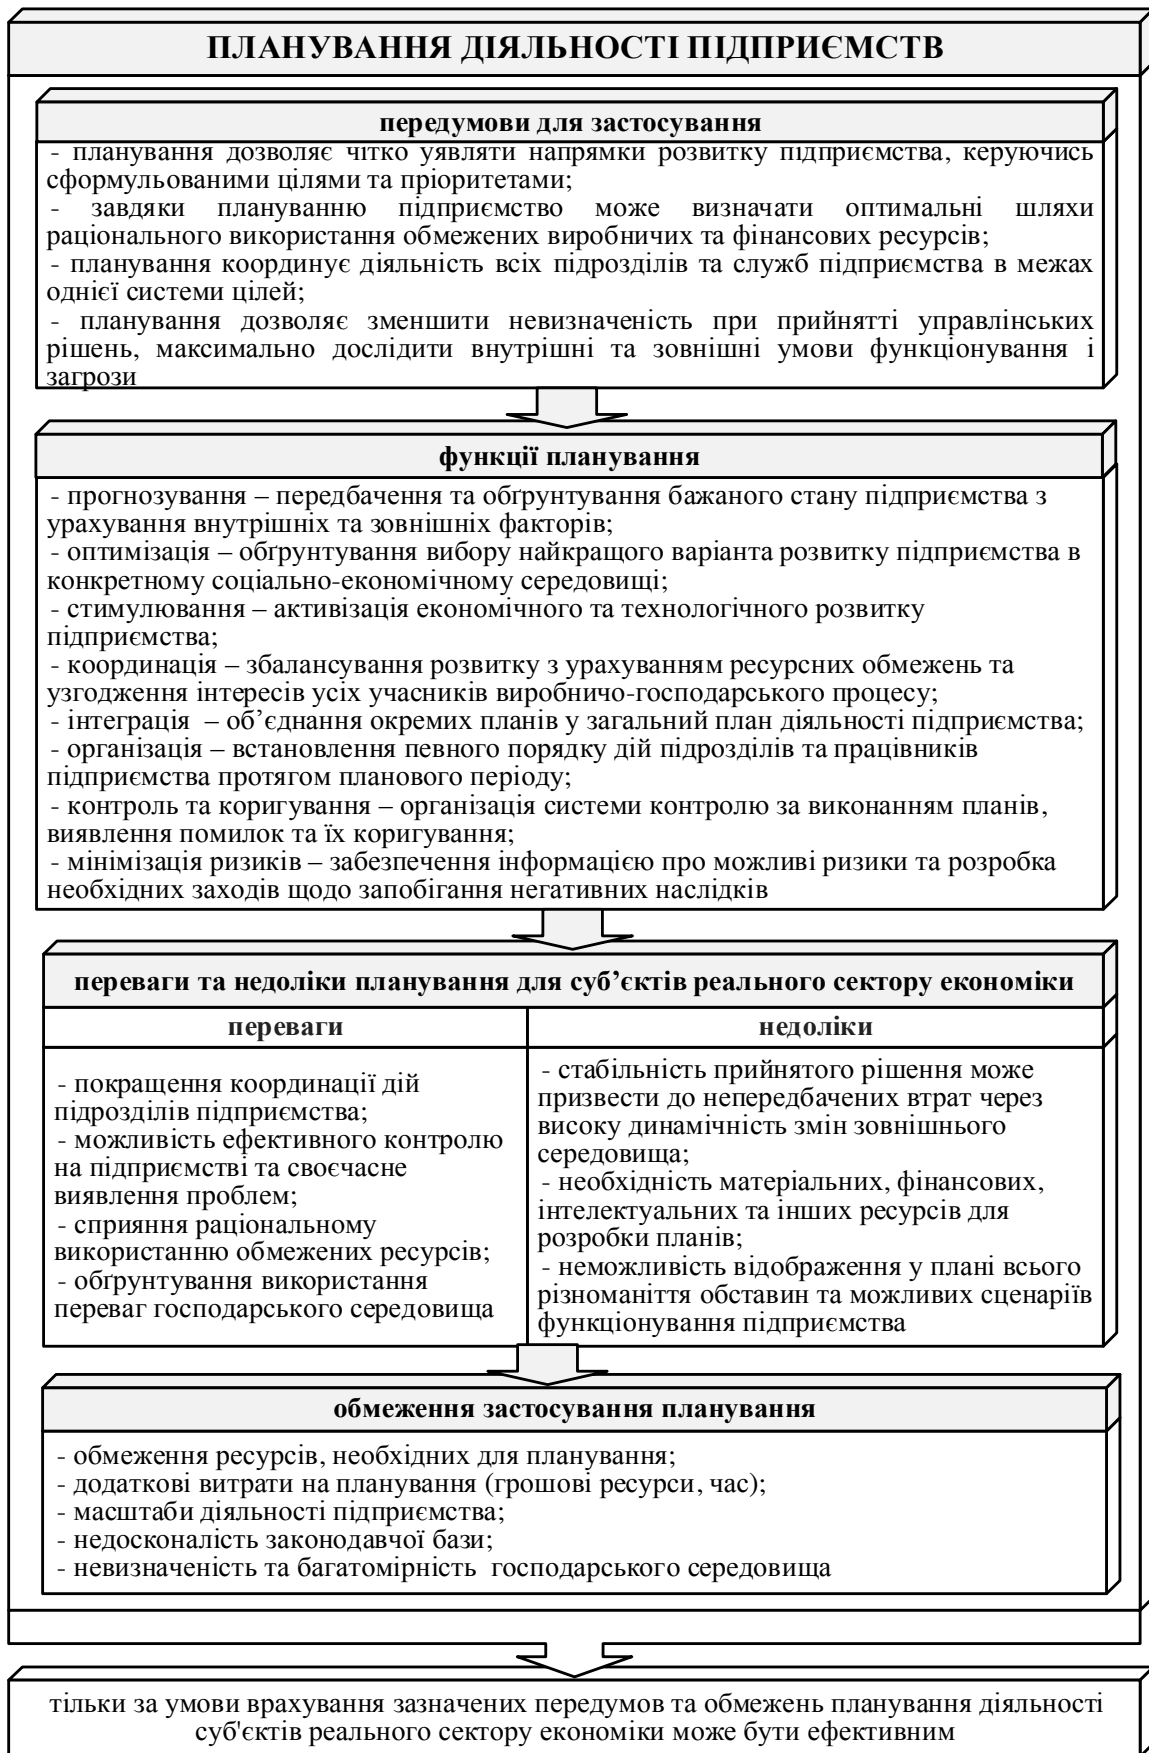 ПЛАНУВАННЯ ДІЯЛЬНОСТІ ПІДПРИЄМСТВ
передумови для застосування
- планування дозволяє чітко уявляти напрямки розвитку підприємства, керуючись
сформульованими цілями та пріоритетами;
- завдяки плануванню підприємство може визначати оптимальні шляхи
раціонального використання обмежених виробничих та фінансових ресурсів;
- планування координує діяльність всіх підрозділів та служб підприємства в межах
однієї системи цілей;
- планування дозволяє зменшити невизначеність при прийнятті управлінських
рішень, максимально дослідити внутрішні та зовнішні умови функціонування і
загрози
функції планування
- прогнозування – передбачення та обґрунтування бажаного стану підприємства з
урахування внутрішніх та зовнішніх факторів;
- оптимізація – обґрунтування вибору найкращого варіанта розвитку підприємства в
конкретному соціально-економічному середовищі;
- стимулювання – активізація економічного та технологічного розвитку
підприємства;
- координація – збалансування розвитку з урахуванням ресурсних обмежень та
узгодження інтересів усіх учасників виробничо-господарського процесу;
- інтеграція – об’єднання окремих планів у загальний план діяльності підприємства;
- організація – встановлення певного порядку дій підрозділів та працівників
підприємства протягом планового періоду;
- контроль та коригування – організація системи контролю за виконанням планів,
виявлення помилок та їх коригування;
- мінімізація ризиків – забезпечення інформацією про можливі ризики та розробка
необхідних заходів щодо запобігання негативних наслідків
переваги та недоліки планування для суб’єктів реального сектору економіки
переваги
- покращення координації дій
підрозділів підприємства;
- можливість ефективного контролю
на підприємстві та своєчасне
виявлення проблем;
- сприяння раціональному
використанню обмежених ресурсів;
- обґрунтування використання
переваг господарського середовища
недоліки
- стабільність прийнятого рішення може
призвести до непередбачених втрат через
високу динамічність змін зовнішнього
середовища;
- необхідність матеріальних, фінансових,
інтелектуальних та інших ресурсів для
розробки планів;
- неможливість відображення у плані всього
різноманіття обставин та можливих сценаріїв
функціонування підприємства
обмеження застосування планування
- обмеження ресурсів, необхідних для планування;
- додаткові витрати на планування (грошові ресурси, час);
- масштаби діяльності підприємства;
- недосконалість законодавчої бази;
- невизначеність та багатомірність господарського середовища
тільки за умови врахування зазначених передумов та обмежень планування діяльності
суб'єктів реального сектору економіки може бути ефективним